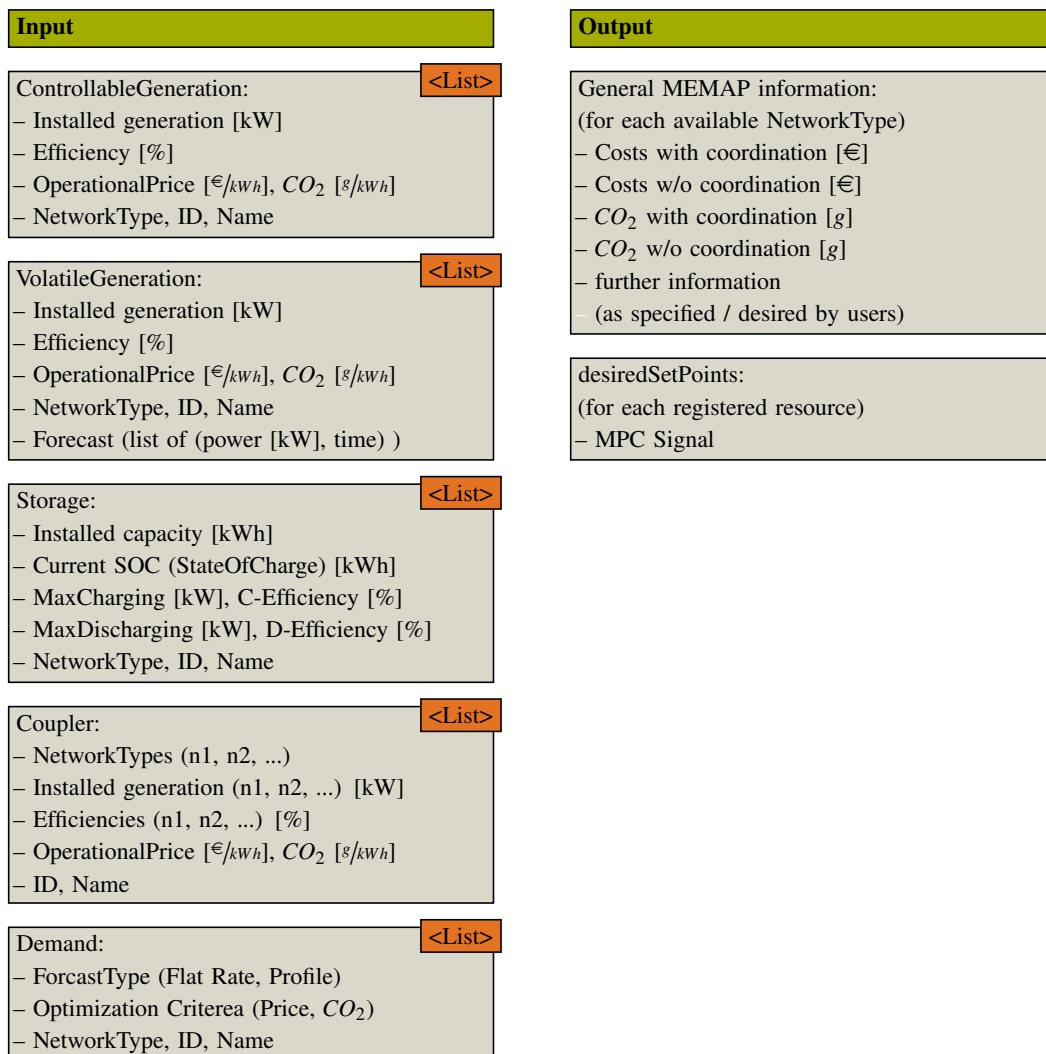 Input
<List>
ControllableGeneration:
– Installed generation [kW]
– Efficiency [%]
– OperationalPrice [€/kWh], CO2 [g/kWh]
– NetworkType, ID, Name
<List>
VolatileGeneration:
– Installed generation [kW]
– Efficiency [%]
– OperationalPrice [€/kWh], CO2 [g/kWh]
– NetworkType, ID, Name
– Forecast (list of (power [kW], time) )
<List>
Storage:
– Installed capacity [kWh]
– Current SOC (StateOfCharge) [kWh]
– MaxCharging [kW], C-Efficiency [%]
– MaxDischarging [kW], D-Efficiency [%]
– NetworkType, ID, Name
<List>
Coupler:
– NetworkTypes (n1, n2, ...)
– Installed generation (n1, n2, ...) [kW]
– Efficiencies (n1, n2, ...) [%]
– OperationalPrice [€/kWh], CO2 [g/kWh]
– ID, Name
<List>
Demand:
– ForcastType (Flat Rate, Profile)
– Optimization Criterea (Price, CO2)
– NetworkType, ID, Name
Output
General MEMAP information:
(for each available NetworkType)
– Costs with coordination [€]
– Costs w/o coordination [€]
– CO2 with coordination [g]
– CO2 w/o coordination [g]
– further information
– (as specified / desired by users)
desiredSetPoints:
(for each registered resource)
– MPC Signal